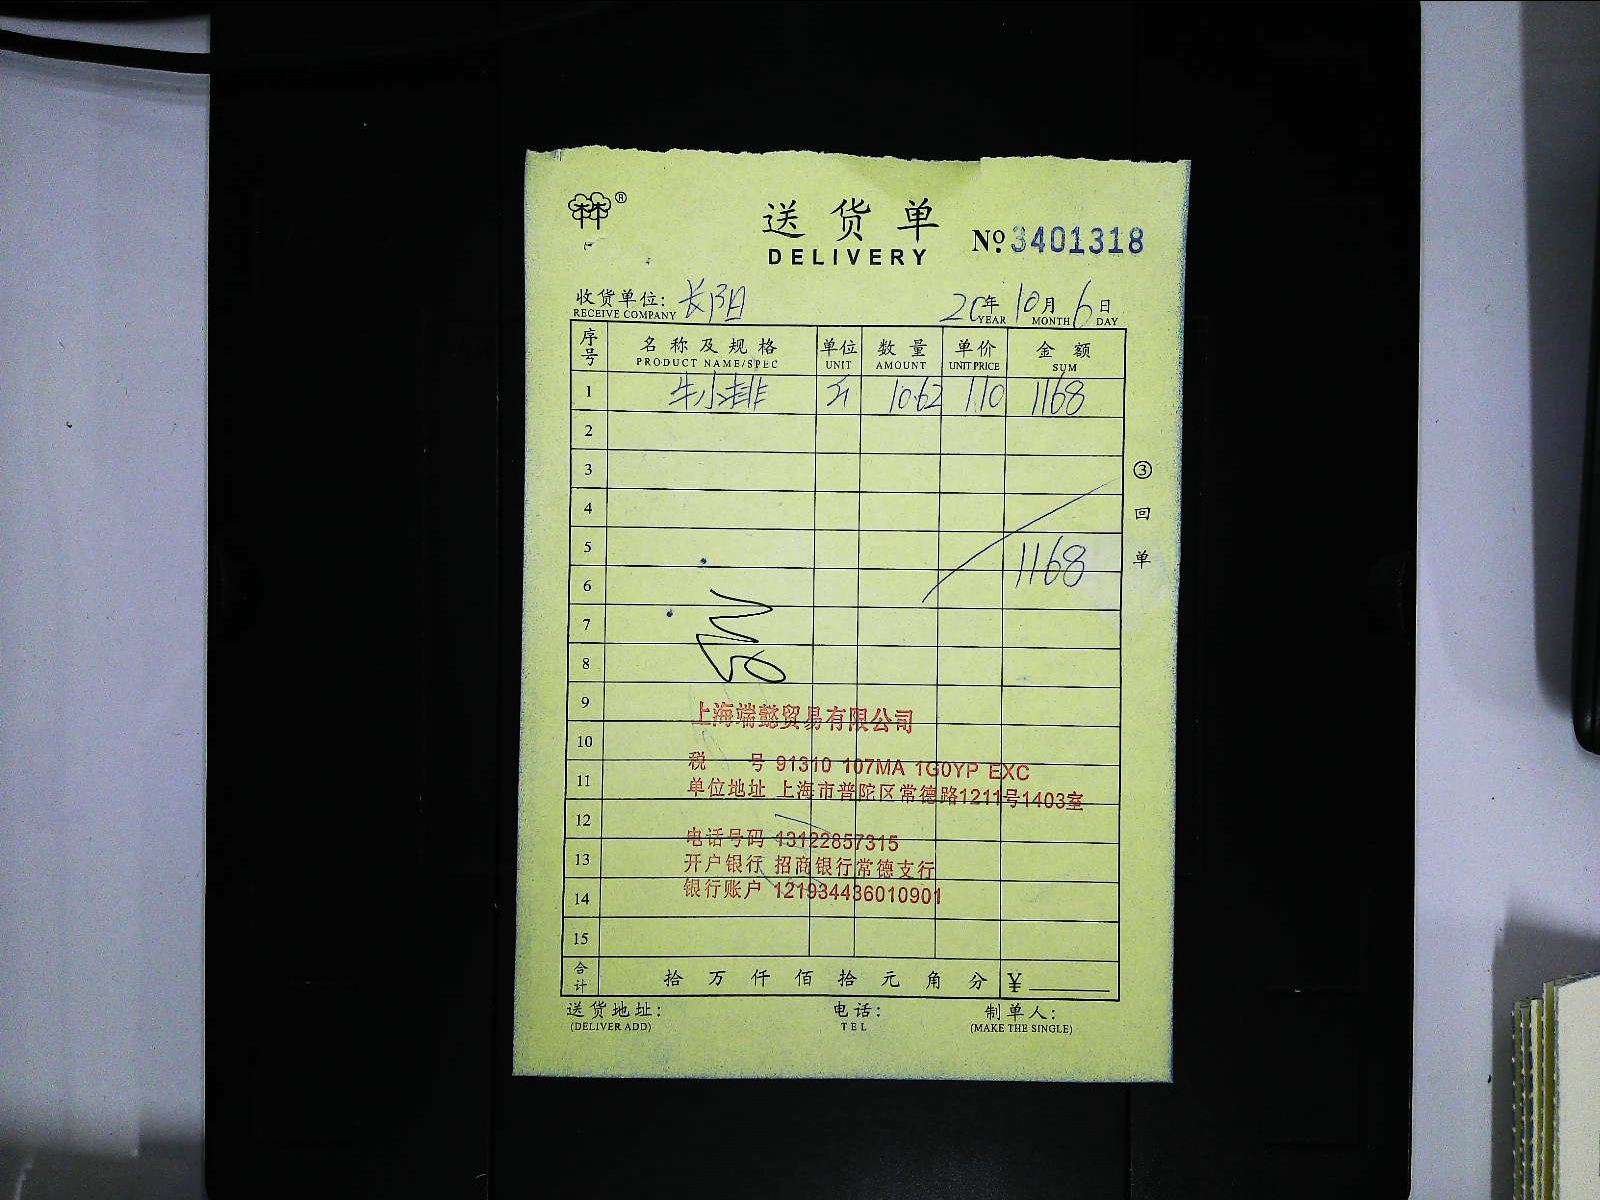 林®
送货单
DELIVERY
№ 3401318
收货单位: 长阳 20年 10月 6日
RECEIVE COMPANY YEAR MONTH DAY
序号 名称及规格 单位 数量 单价 金额
PRODUCT NAME/SPEC UNIT AMOUNT UNIT PRICE SUM
1 牛小排 斤 10.62 110 1168
2
3
4
5 1168
6
7
8
9
10
11
12
13
14
15
③回单
上海端懿贸易有限公司
税 号 91310 107MA 1G0YP EXC
单位地址 上海市普陀区常德路1211号1403室
电话号码 13122857315
开户银行 招商银行常德支行
银行账户 121934436010901
合计 拾 万 仟 佰 拾 元 角 分 ¥
送货地址: 电话: 制单人:
(DELIVER ADD) TEL (MAKE THE SINGLE)